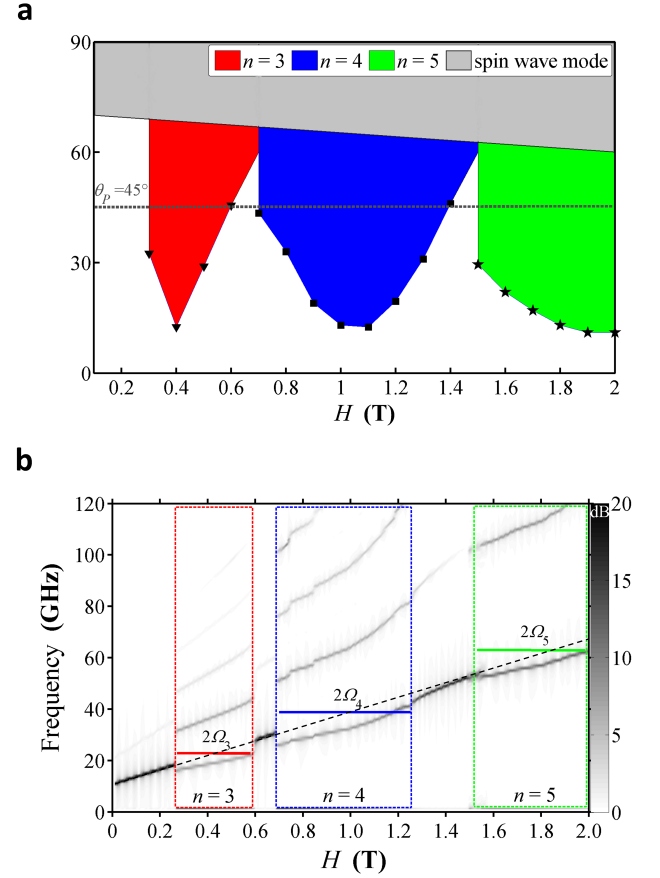 a
90
n = 3 n = 4 n = 5 spin wave mode
60
θP =45°
30
0
0.2 0.4 0.6 0.8 1 1.2 1.4 1.6 1.8 2
H (T)
b
120 20
dB
100
15
80
Frequency (GHz)
60 2Ω5 10
2Ω4
40
5
2Ω3
20
n = 3 n = 4 n = 5
0 0
0 0.2 0.4 0.6 0.8 1.0 1.2 1.4 1.6 1.8 2.0
H (T)